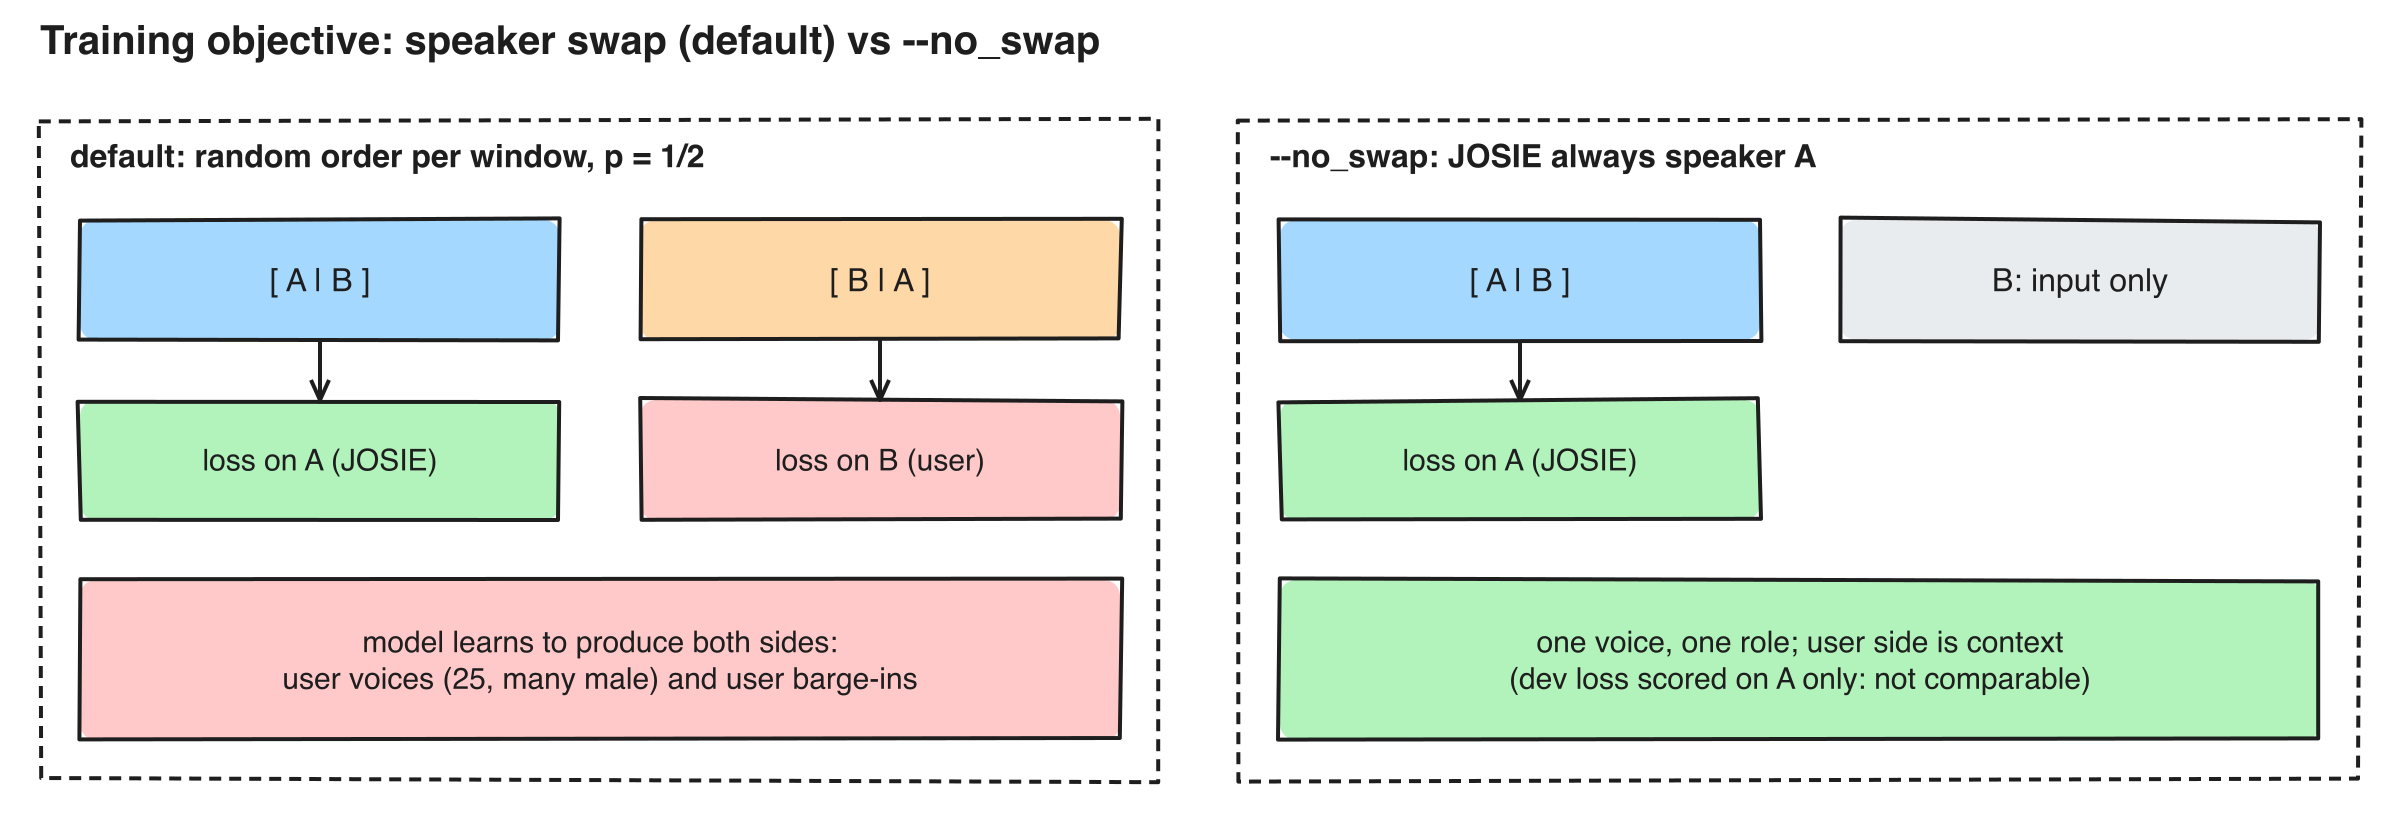 Training objective: speaker swap (default) vs --no_swap
default: random order per window, p = 1/2
[ A | B ]
[ B | A ]
loss on A (JOSIE)
loss on B (user)
model learns to produce both sides:
user voices (25, many male) and user barge-ins
--no_swap: JOSIE always speaker A
[ A | B ]
B: input only
loss on A (JOSIE)
one voice, one role; user side is context
(dev loss scored on A only: not comparable)